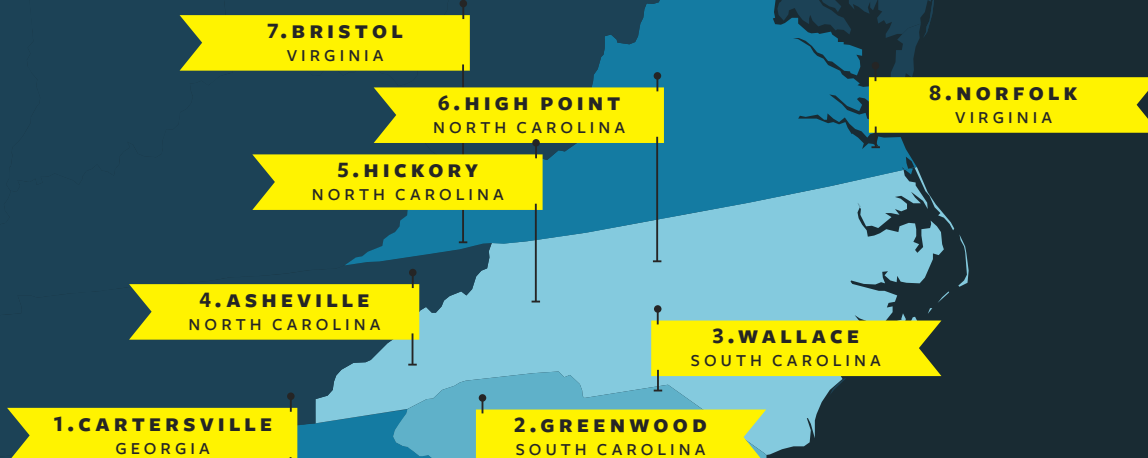 7.BRISTOL
VIRGINIA
6.HIGH POINT
NORTH CAROLINA
8.NORFOLK
VIRGINIA
5.HICKORY
NORTH CAROLINA
4.ASHEVILLE
NORTH CAROLINA
3.WALLACE
SOUTH CAROLINA
1.CARTERSVILLE
GEORGIA
2.GREENWOOD
SOUTH CAROLINA